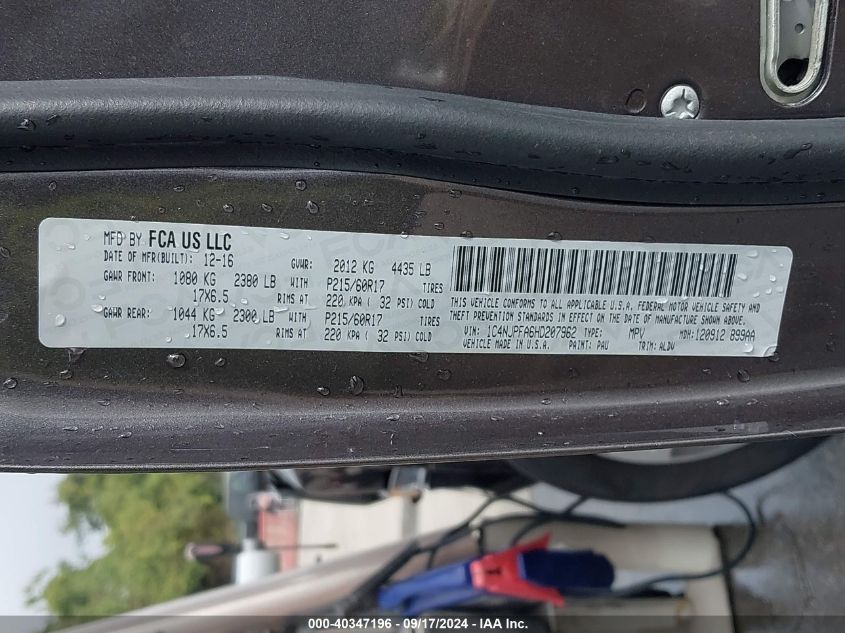 MFD BY FCA US LLC
DATE OF MFR(BUILT): 12-16 GVWR: 2012 KG 4435 LB
GAWR FRONT: 1080 KG 2380 LB WITH P215/60R17 TIRES
17X6.5 RIMS AT 220 KPA ( 32 PSI) COLD
GAWR REAR: 1044 KG 2300 LB WITH P215/60R17 TIRES
17X6.5 RIMS AT 220 KPA ( 32 PSI) COLD
THIS VEHICLE CONFORMS TO ALL APPLICABLE U.S.A. FEDERAL MOTOR VEHICLE SAFETY AND
THEFT PREVENTION STANDARDS IN EFFECT ON THE DATE OF MANUFACTURE SHOWN ABOVE.
VIN: 1C4NJPFA6HD207962 TYPE: MPV MDH:120912 899AA
VEHICLE MADE IN U.S.A. PAINT: PAU TRIM: ALDV
000-40347196 - 09/17/2024 - IAA Inc.